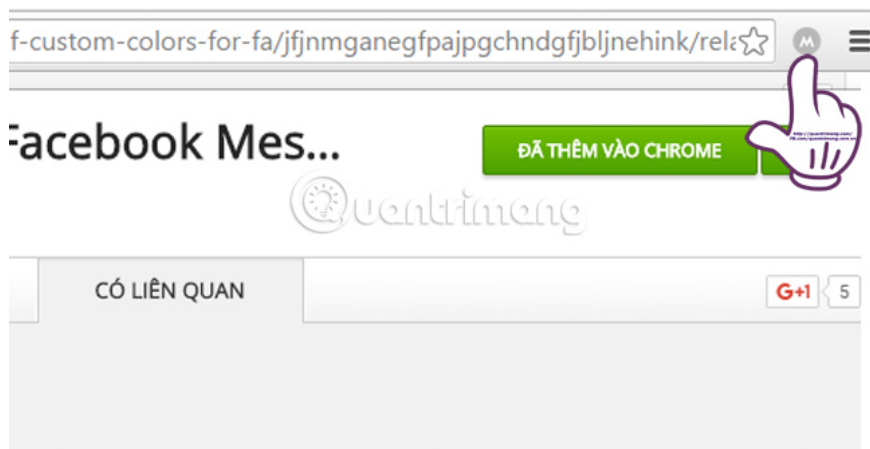 f-custom-colors-for-fa/jfjnmganegfpajpgchndgfjbljnehink/rela
Facebook Mes...
ĐÃ THÊM VÀO CHROME
Quantrimang
CÓ LIÊN QUAN
G+1
5